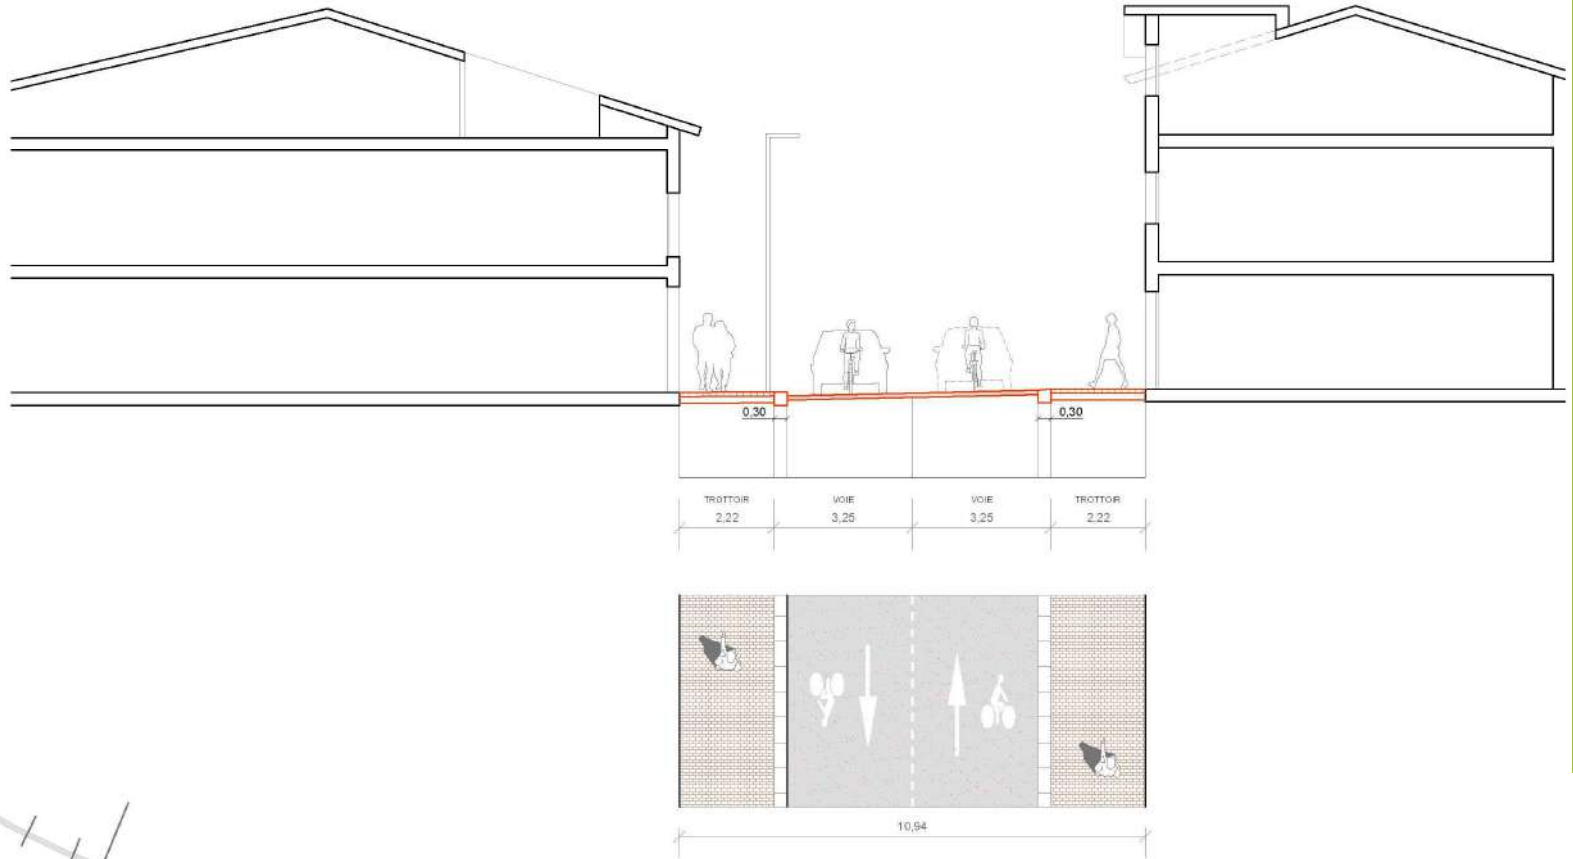 0,30 0,30
TROTTOIR VOIE VOIE TROTTOIR
2,22 3,25 3,25 2,22
10,94